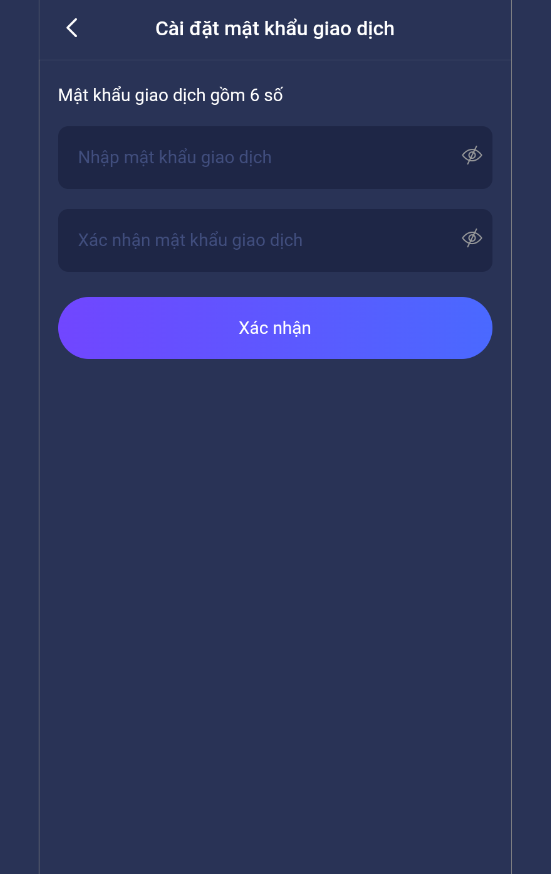 Cài đặt mật khẩu giao dịch
Mật khẩu giao dịch gồm 6 số
Nhập mật khẩu giao dịch
Xác nhận mật khẩu giao dịch
Xác nhận